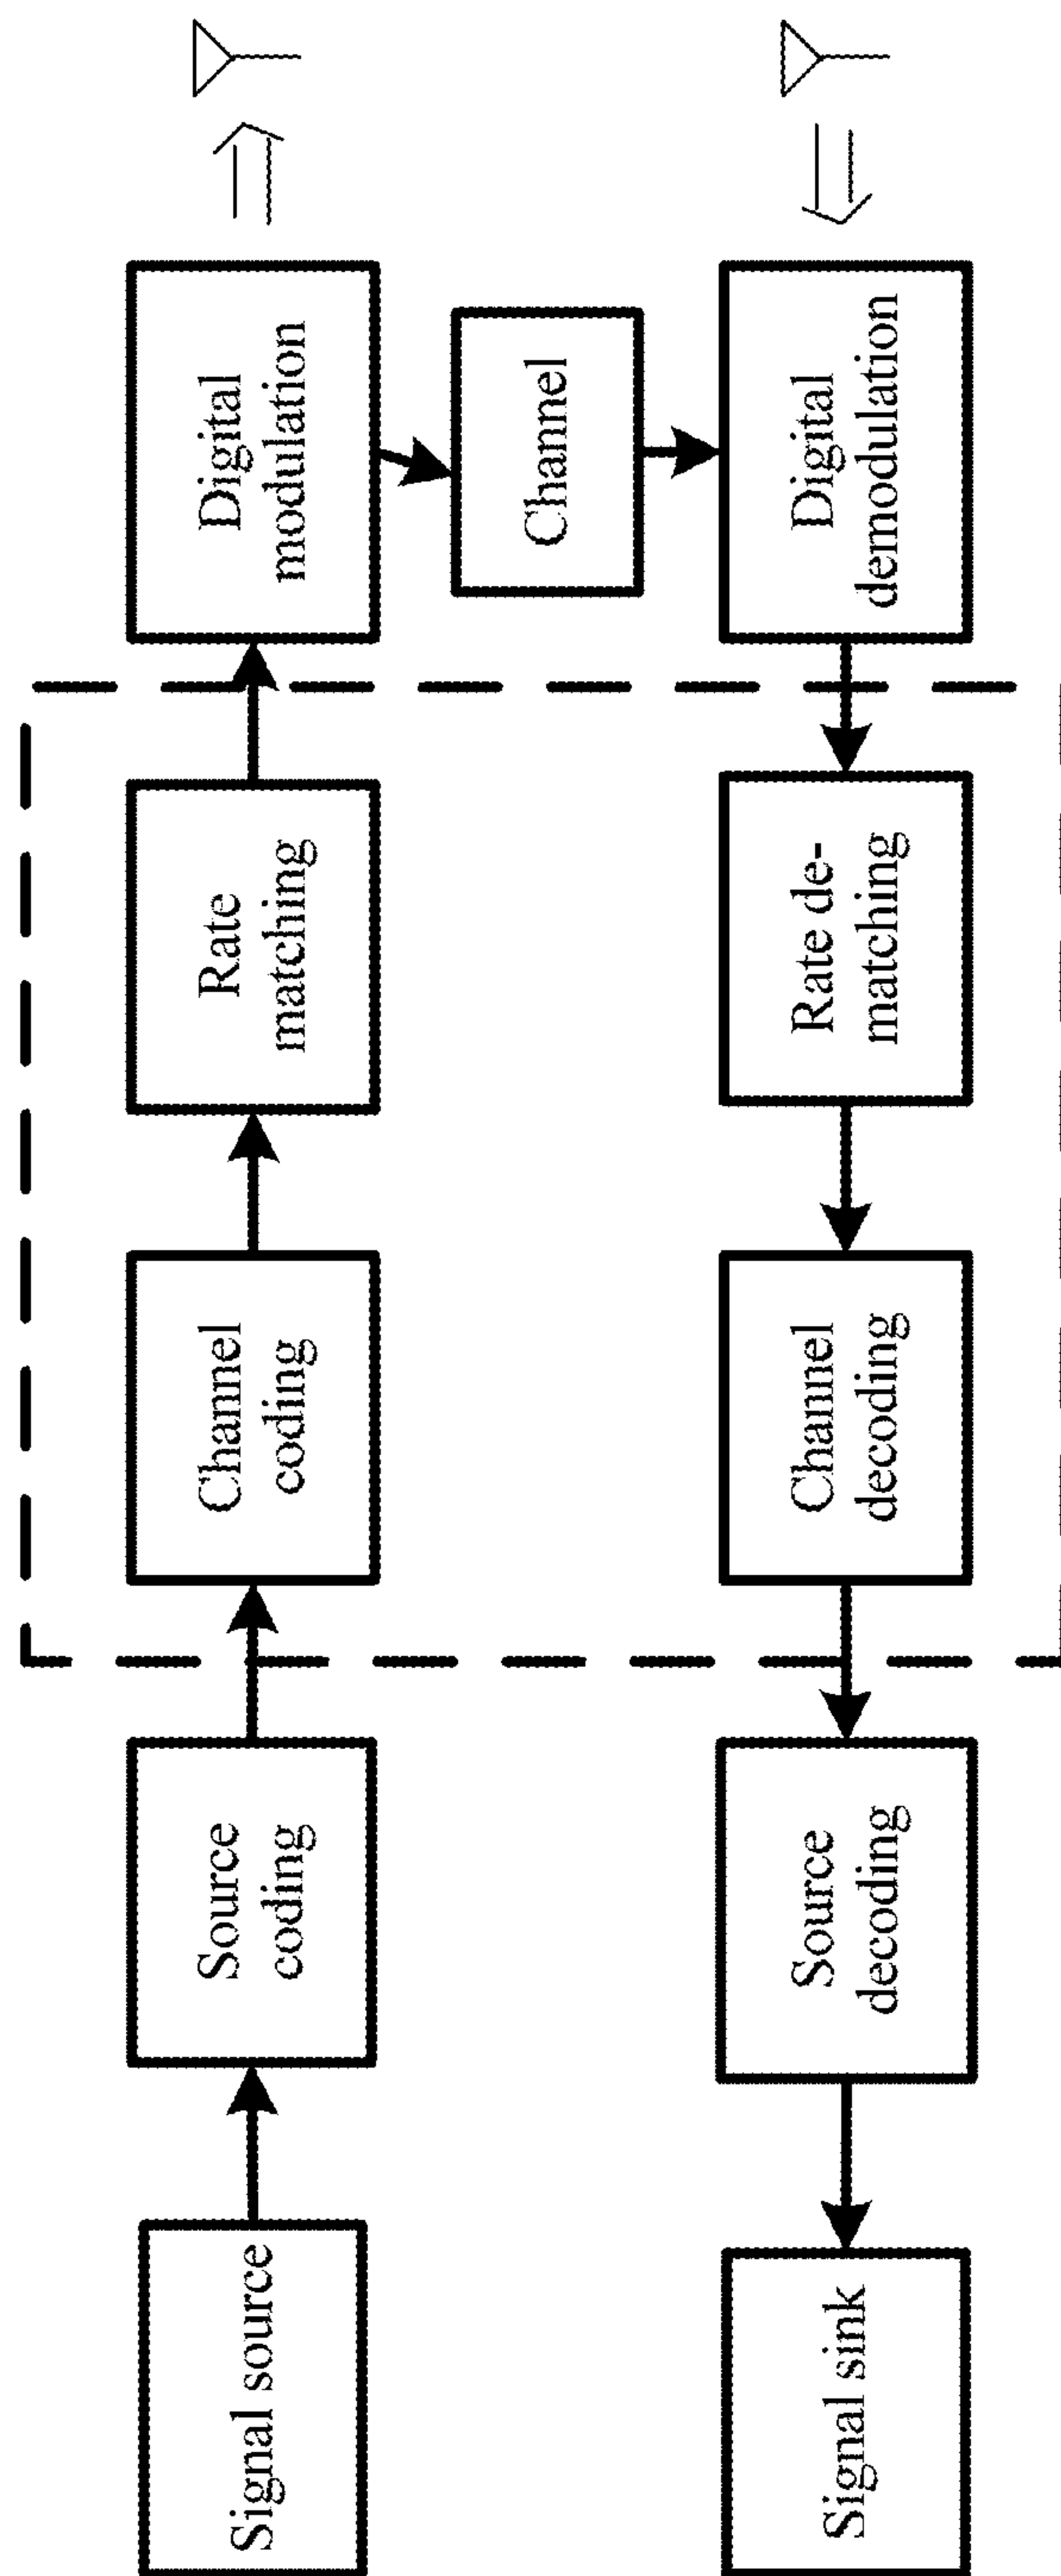 Signal source
Source
coding
Channel
coding
Rate
matching
Digital
modulation
Channel
Signal sink
Source
decoding
Channel
decoding
Rate de-
matching
Digital
demodulation